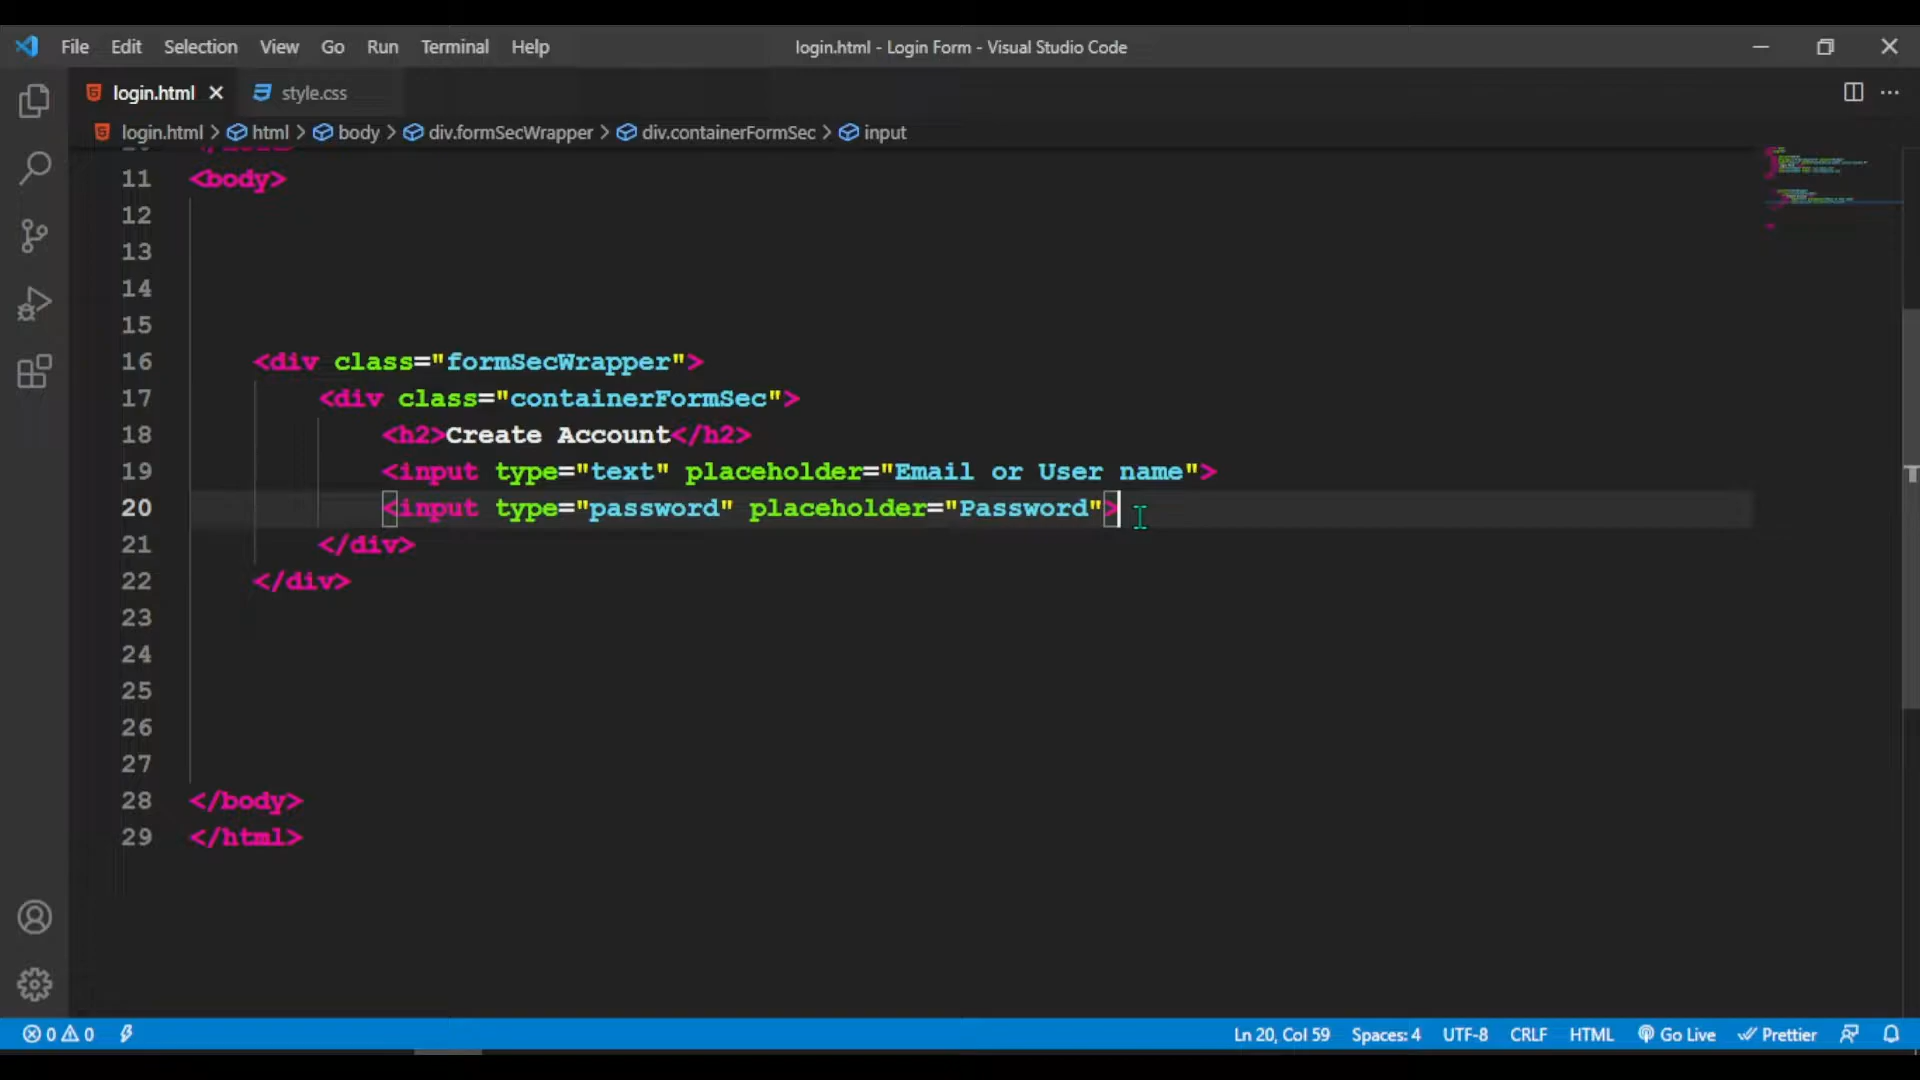 File Edit Selection View Go Run Terminal Help login.html - Login Form - Visual Studio Code
login.html style.css
login.html > html > body > div.formSecWrapper > div.containerFormSec > input
11 <body>
12
13
14
15
16 <div class="formSecWrapper">
17 <div class="containerFormSec">
18 <h2>Create Account</h2>
19 <input type="text" placeholder="Email or User name">
20 <input type="password" placeholder="Password">
21 </div>
22 </div>
23
24
25
26
27
28 </body>
29 </html>
0 0 Ln 20, Col 59 Spaces: 4 UTF-8 CRLF HTML Go Live Prettier